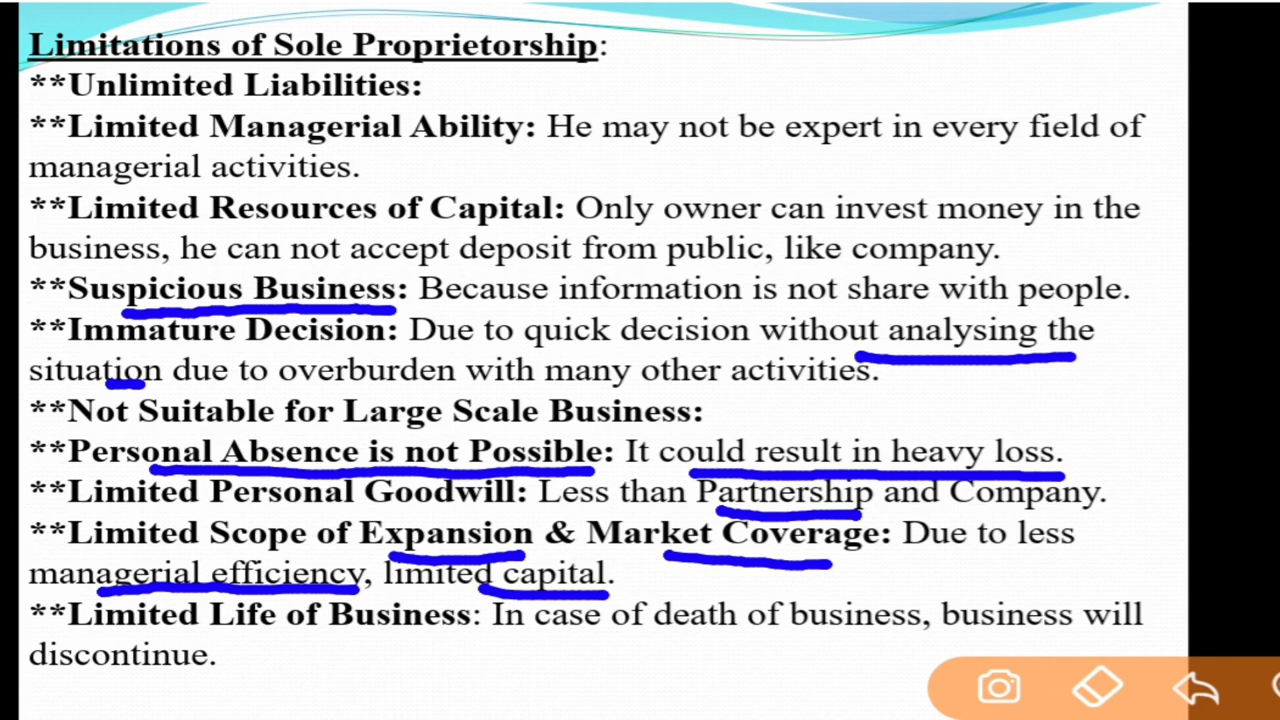 Limitations of Sole Proprietorship:
**Unlimited Liabilities:
**Limited Managerial Ability: He may not be expert in every field of
managerial activities.
**Limited Resources of Capital: Only owner can invest money in the
business, he can not accept deposit from public, like company.
**Suspicious Business: Because information is not share with people.
**Immature Decision: Due to quick decision without analysing the
situation due to overburden with many other activities.
**Not Suitable for Large Scale Business:
**Personal Absence is not Possible: It could result in heavy loss.
**Limited Personal Goodwill: Less than Partnership and Company.
**Limited Scope of Expansion & Market Coverage: Due to less
managerial efficiency, limited capital.
**Limited Life of Business: In case of death of business, business will
discontinue.